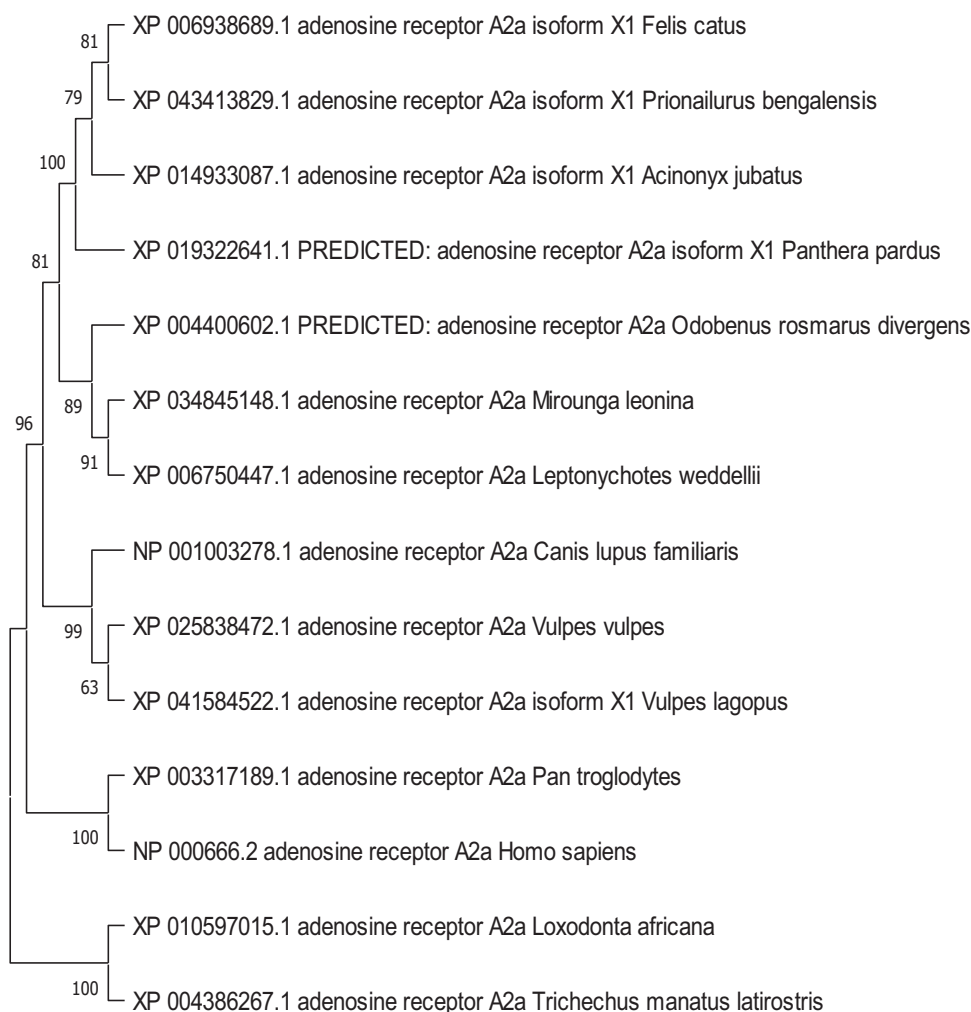 XP 006938689.1 adenosine receptor A2a isoform X1 Felis catus
81
XP 043413829.1 adenosine receptor A2a isoform X1 Prionailurus bengalensis
79
XP 014933087.1 adenosine receptor A2a isoform X1 Acinonyx jubatus
100
XP 019322641.1 PREDICTED: adenosine receptor A2a isoform X1 Panthera pardus
81
XP 004400602.1 PREDICTED: adenosine receptor A2a Odobenus rosmarus divergens
XP 034845148.1 adenosine receptor A2a Mirounga leonina
89
96
91
XP 006750447.1 adenosine receptor A2a Leptonychotes weddellii
NP 001003278.1 adenosine receptor A2a Canis lupus familiaris
XP 025838472.1 adenosine receptor A2a Vulpes vulpes
99
63
XP 041584522.1 adenosine receptor A2a isoform X1 Vulpes lagopus
XP 003317189.1 adenosine receptor A2a Pan troglodytes
100
NP 000666.2 adenosine receptor A2a Homo sapiens
XP 010597015.1 adenosine receptor A2a Loxodonta africana
100
XP 004386267.1 adenosine receptor A2a Trichechus manatus latirostris